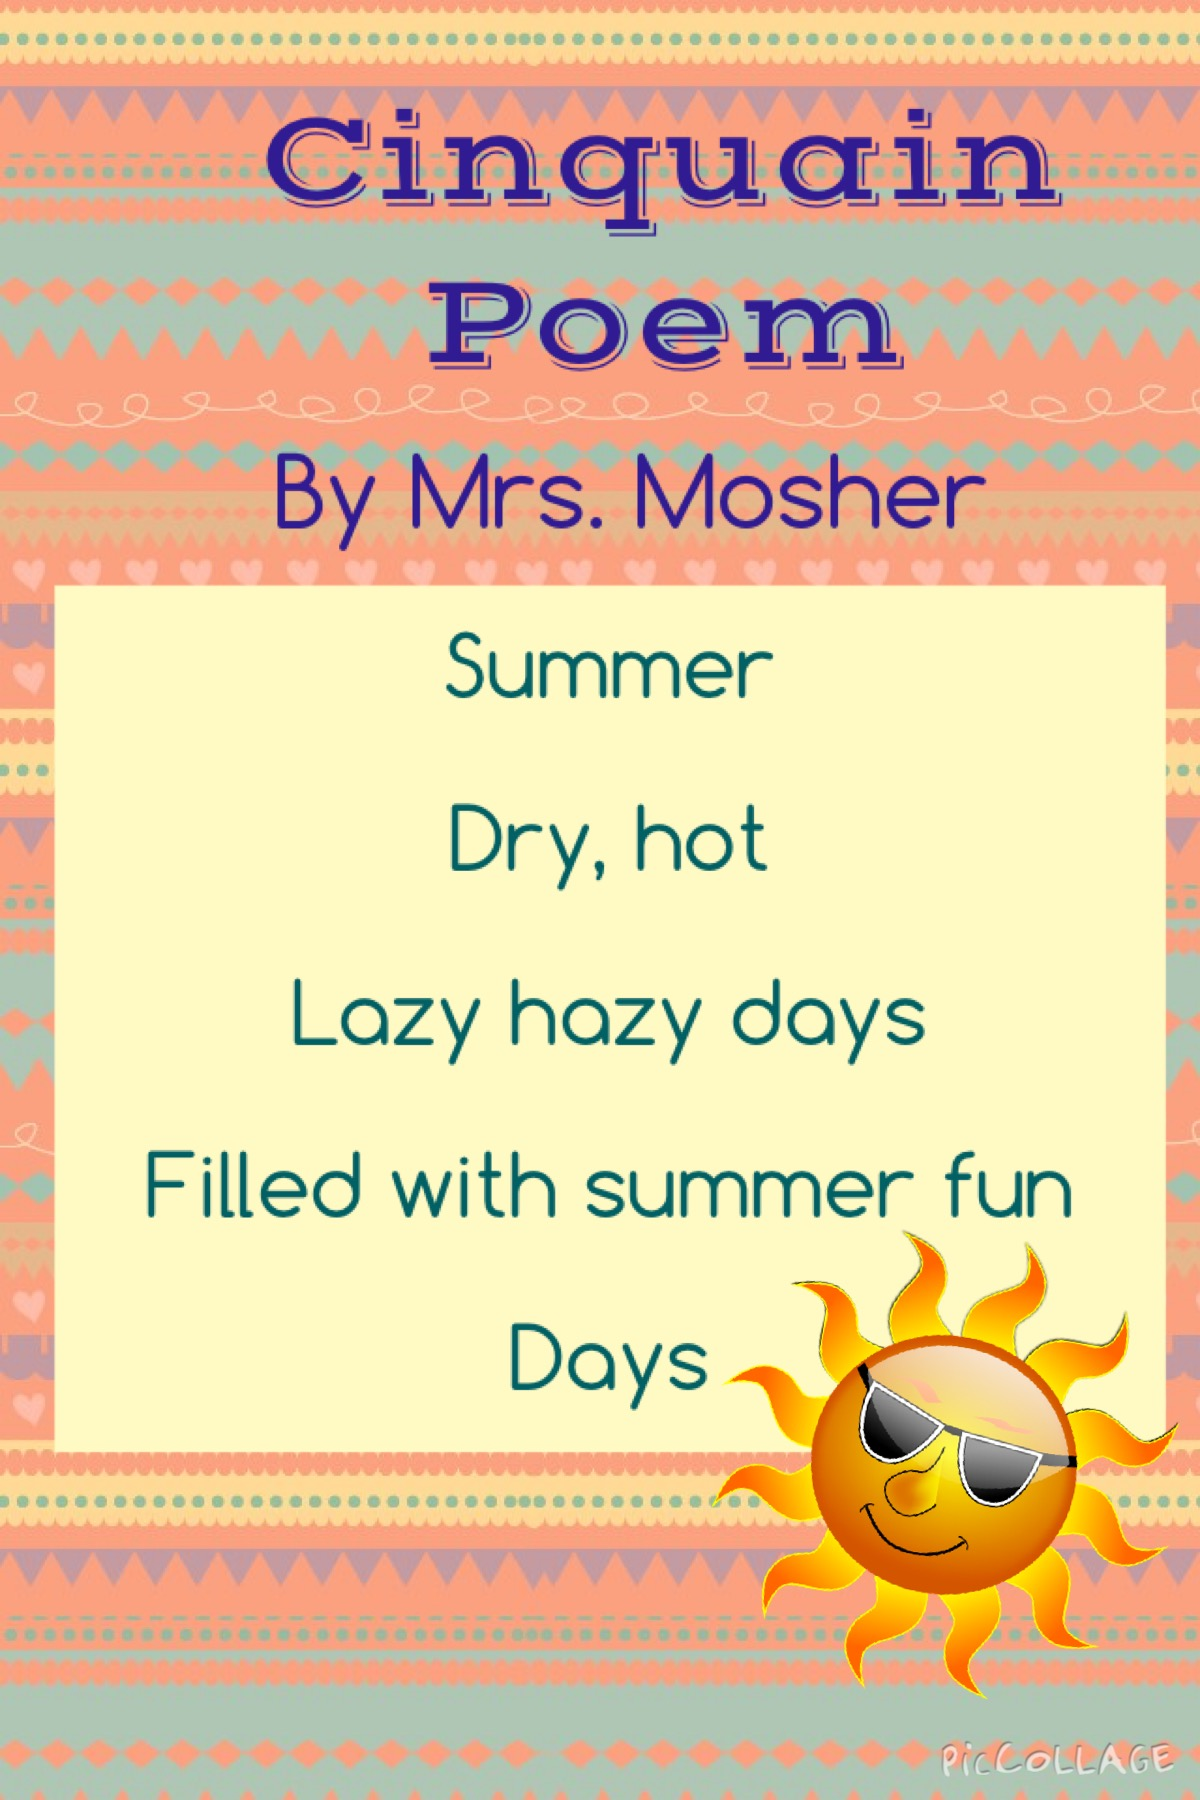 Cinquain
Poem
By Mrs. Mosher
Summer
Dry, hot
Lazy hazy days
Filled with summer fun
Days
PicCOLLAGE